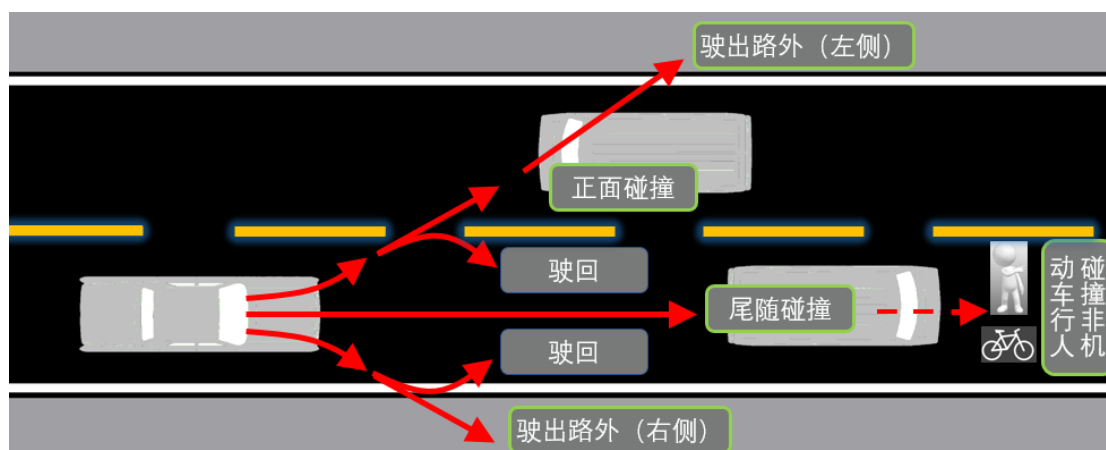 驶出路外（左侧）
正面碰撞
驶回
尾随碰撞
碰撞非机
动车行人
驶回
驶出路外（右侧）